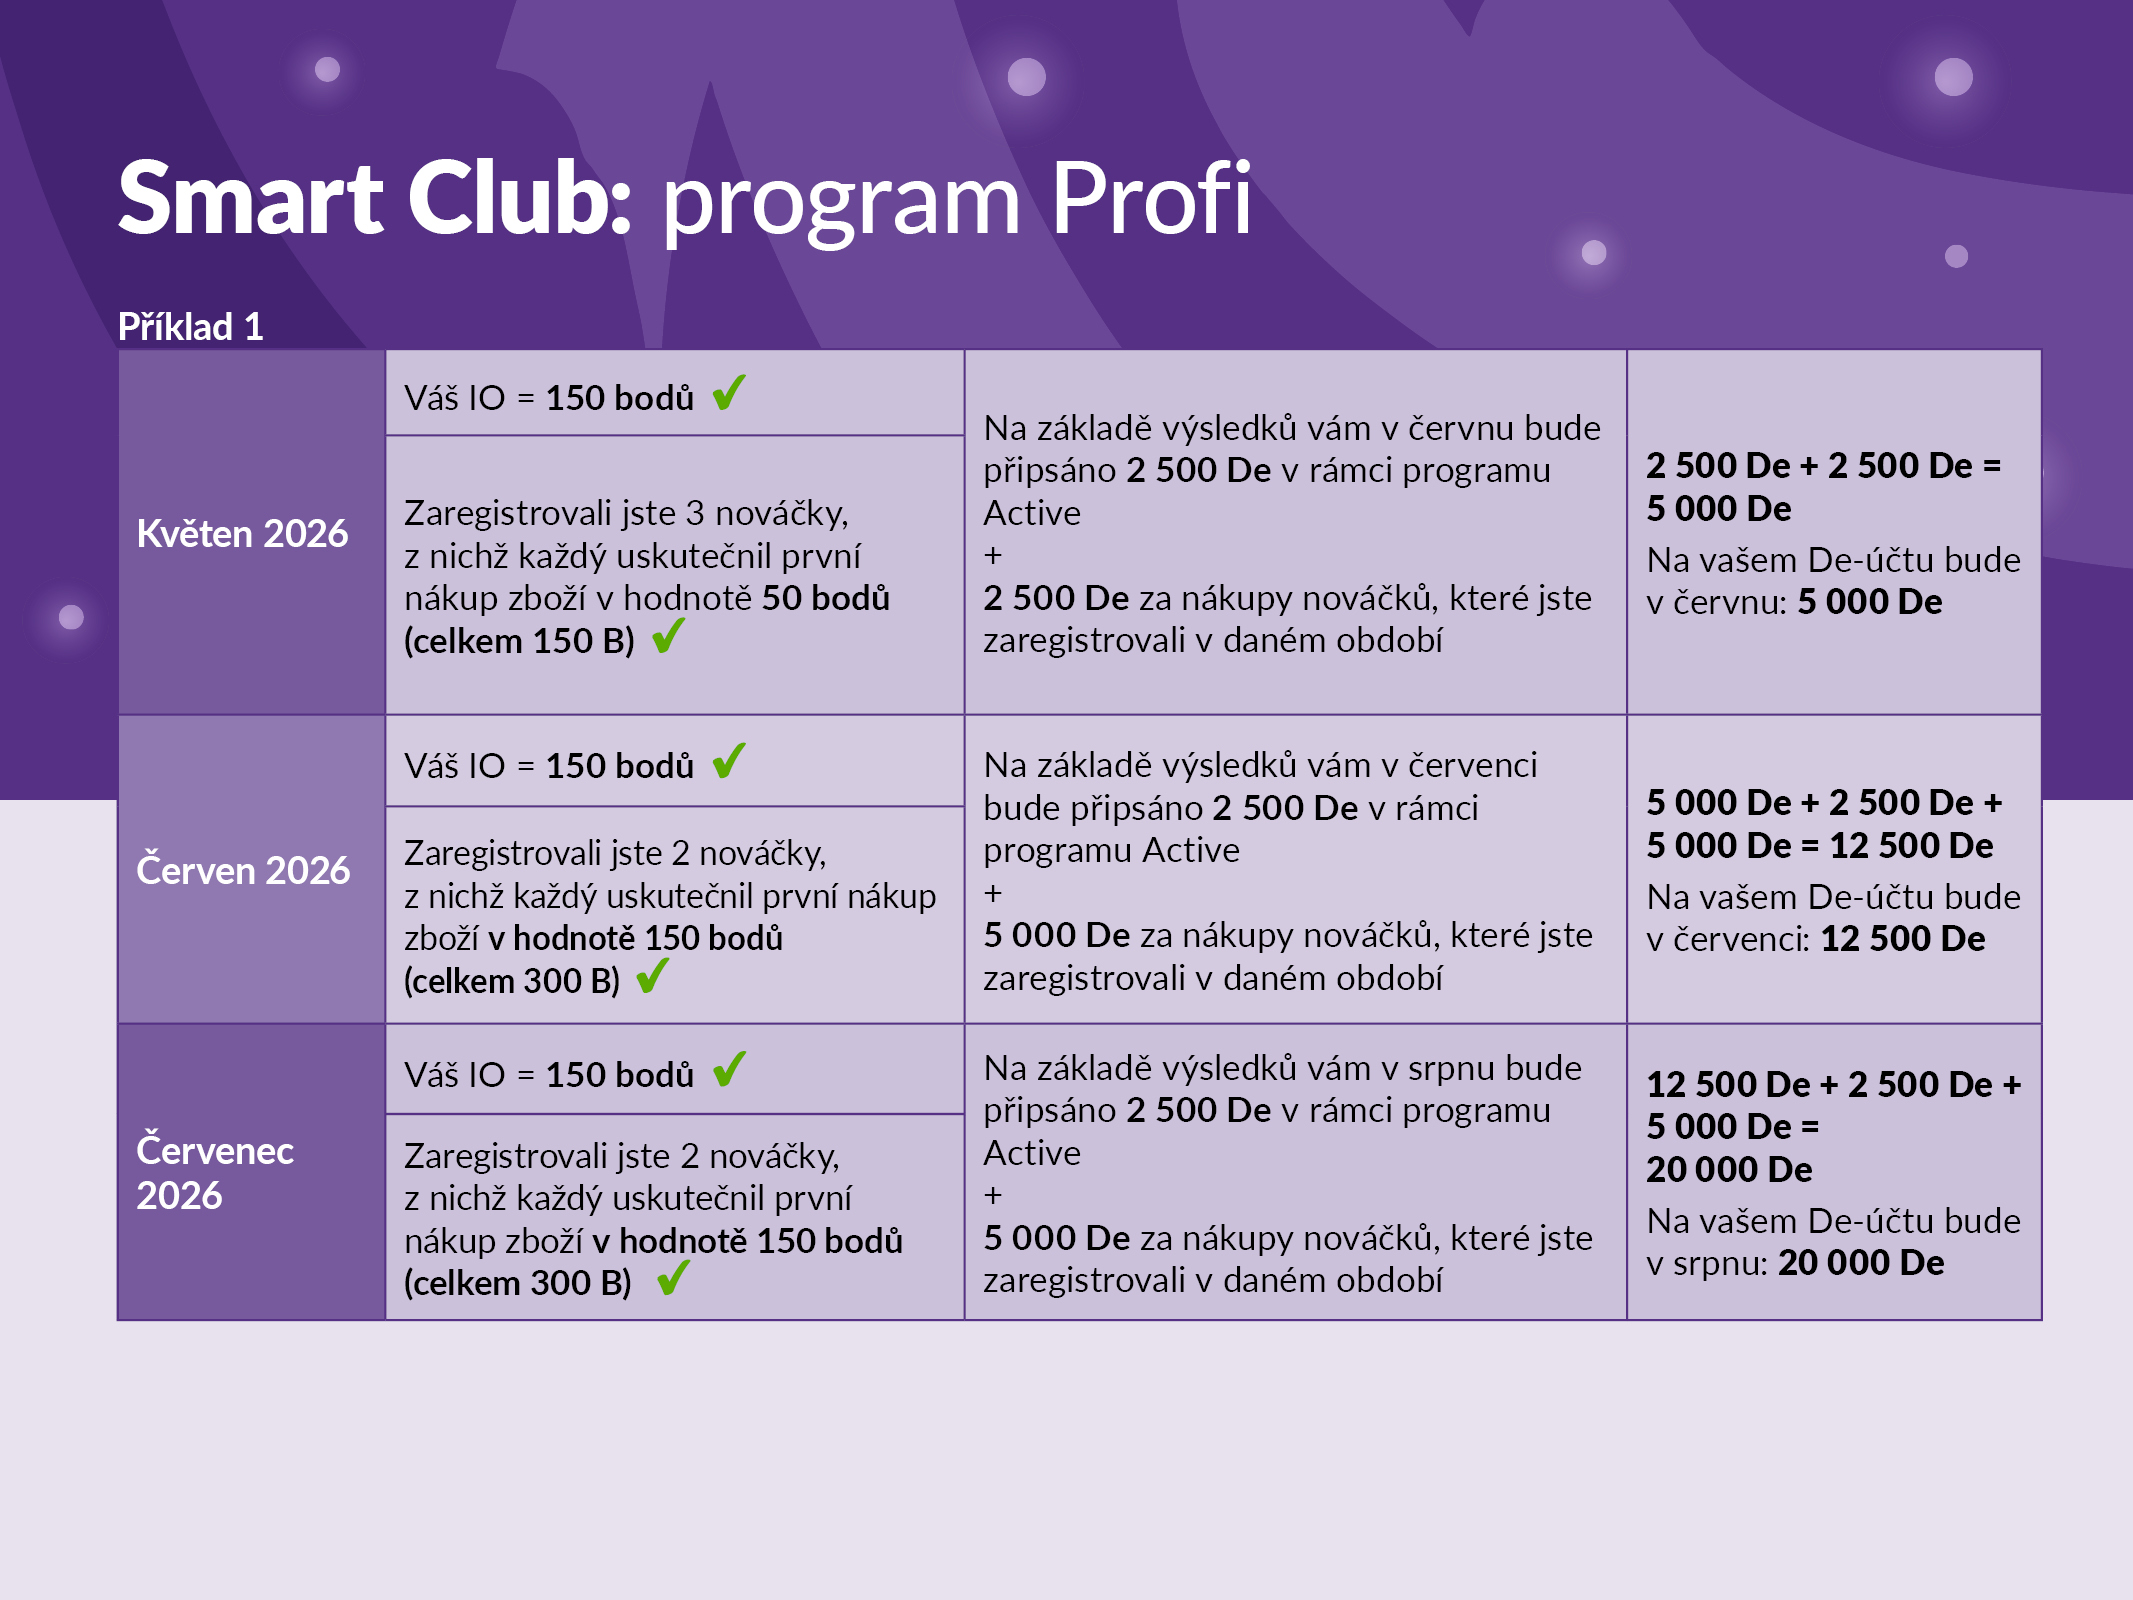 Smart Club: program Profi
Příklad 1
Květen 2026
Váš IO = 150 bodů ✔
Zaregistrovali jste 3 nováčky,
z nichž každý uskutečnil první
nákup zboží v hodnotě 50 bodů
(celkem 150 B) ✔
Na základě výsledků vám v červnu bude
připsáno 2 500 De v rámci programu
Active
+
2 500 De za nákupy nováčků, které jste
zaregistrovali v daném období
2 500 De + 2 500 De =
5 000 De
Na vašem De-účtu bude
v červnu: 5 000 De
Červen 2026
Váš IO = 150 bodů ✔
Zaregistrovali jste 2 nováčky,
z nichž každý uskutečnil první nákup
zboží v hodnotě 150 bodů
(celkem 300 B) ✔
Na základě výsledků vám v červenci
bude připsáno 2 500 De v rámci
programu Active
+
5 000 De za nákupy nováčků, které jste
zaregistrovali v daném období
5 000 De + 2 500 De +
5 000 De = 12 500 De
Na vašem De-účtu bude
v červenci: 12 500 De
Červenec
2026
Váš IO = 150 bodů ✔
Zaregistrovali jste 2 nováčky,
z nichž každý uskutečnil první
nákup zboží v hodnotě 150 bodů
(celkem 300 B) ✔
Na základě výsledků vám v srpnu bude
připsáno 2 500 De v rámci programu
Active
+
5 000 De za nákupy nováčků, které jste
zaregistrovali v daném období
12 500 De + 2 500 De +
5 000 De =
20 000 De
Na vašem De-účtu bude
v srpnu: 20 000 De